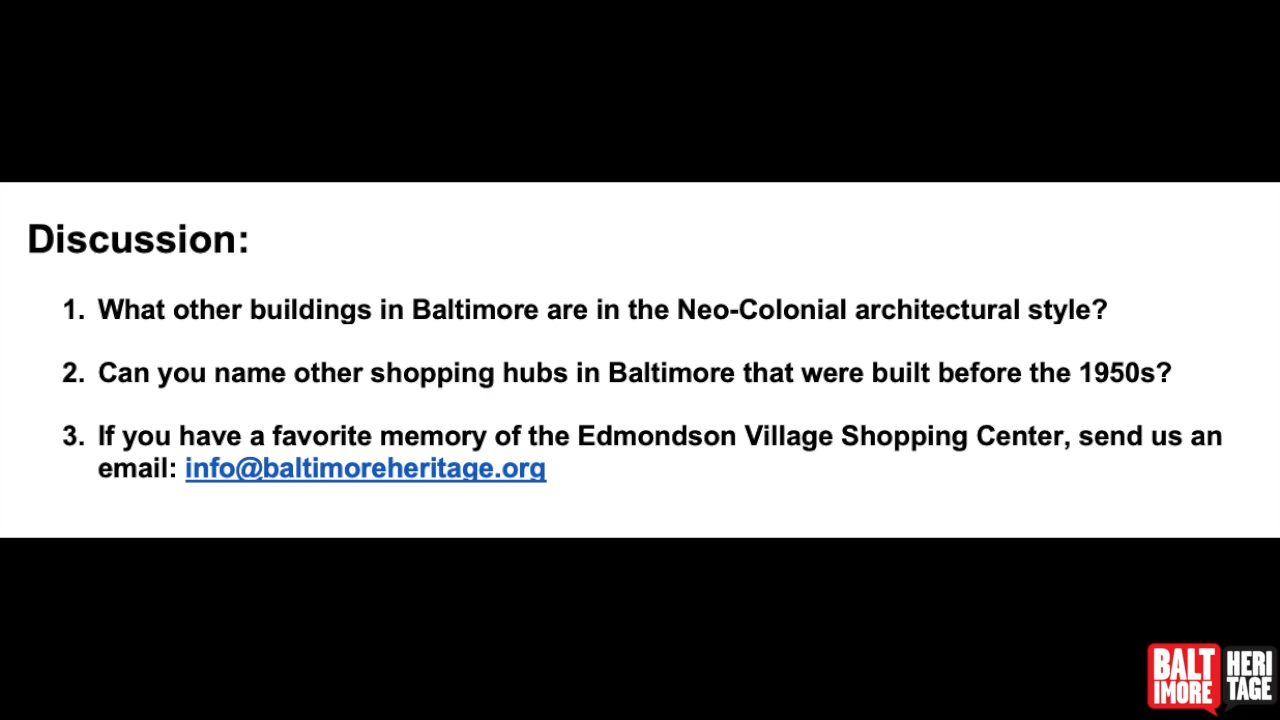 Discussion:
1. What other buildings in Baltimore are in the Neo-Colonial architectural style?
2. Can you name other shopping hubs in Baltimore that were built before the 1950s?
3. If you have a favorite memory of the Edmondson Village Shopping Center, send us an
email: info@baltimoreheritage.org
BALT HERI
IMORE TAGE